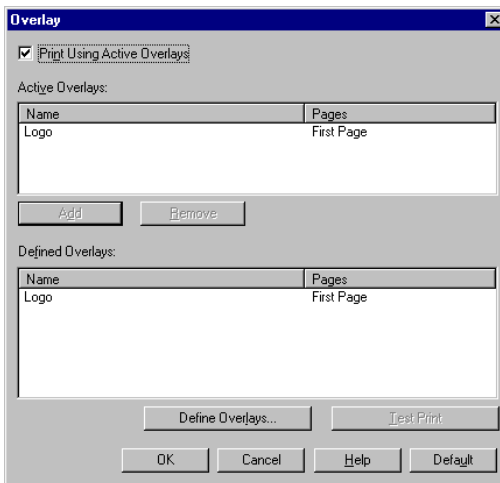 Overlay
Print Using Active Overlays
Active Overlays:
Name Pages
Logo First Page
Add Remove
Defined Overlays:
Name Pages
Logo First Page
Define Overlays... Test Print
OK Cancel Help Default